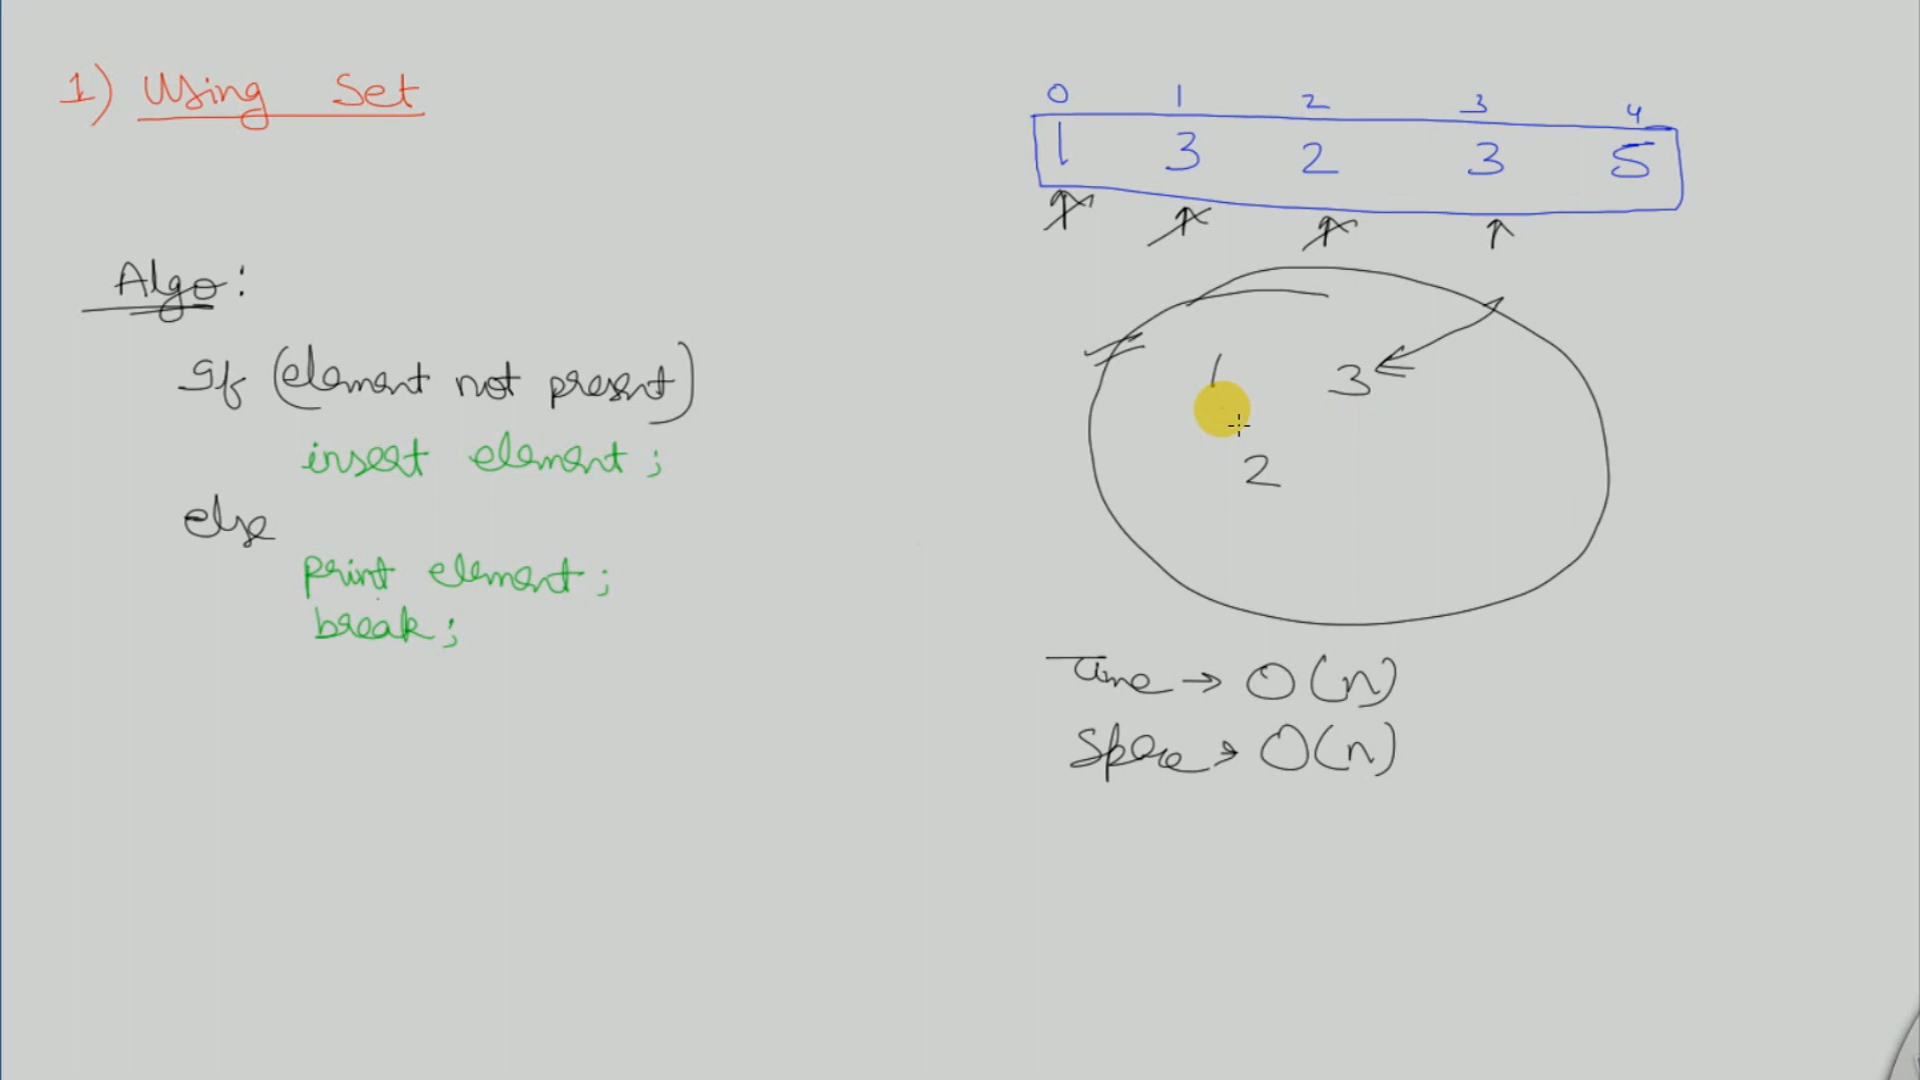 1) Using Set
0 1 2 3 4
1 3 2 3 5
Algo:
If (element not present)
insert element;
else
print element;
break;
1 3
2
Time → O(n)
Space → O(n)